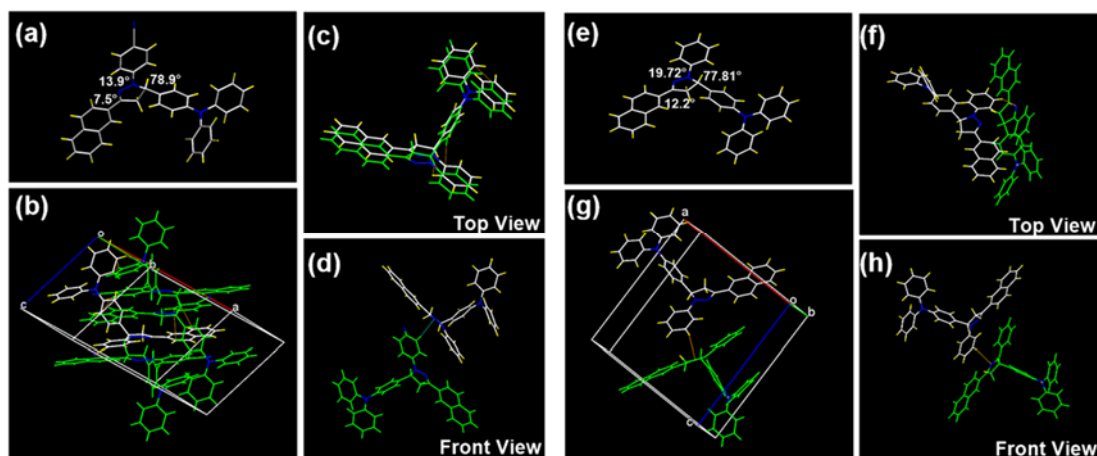 (a)
13.9°
78.9°
7.5°
(b)
o
b
c
a
(c)
Top View
(d)
Front View
(e)
19.72°
77.81°
12.2°
(g)
a
o
b
c
(f)
Top View
(h)
Front View